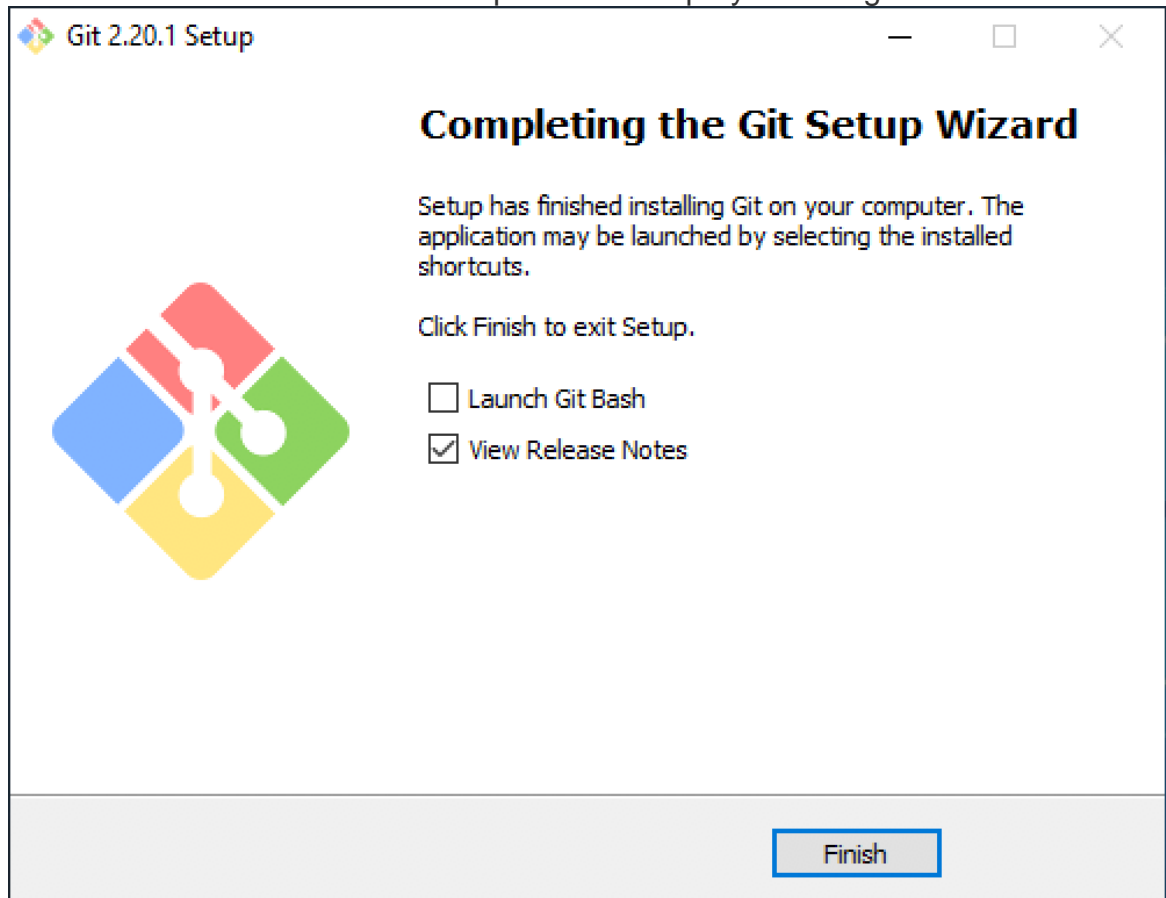 Git 2.20.1 Setup
Completing the Git Setup Wizard
Setup has finished installing Git on your computer. The
application may be launched by selecting the installed
shortcuts.
Click Finish to exit Setup.
Launch Git Bash
View Release Notes
Finish